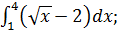 ∫₁⁴(√x − 2)dx;